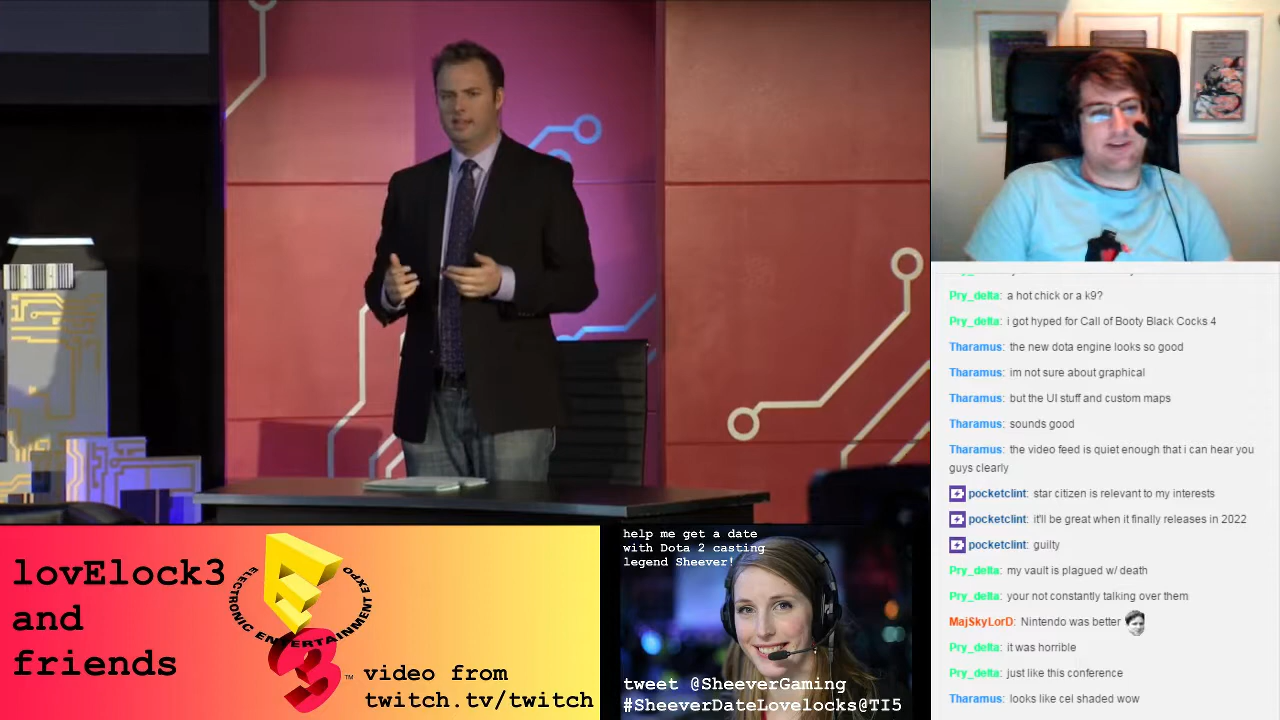 Pry_delta: a hot chick or a k9?
Pry_delta: i got hyped for Call of Booty Black Cocks 4
Tharamus: the new dota engine looks so good
Tharamus: im not sure about graphical
Tharamus: but the UI stuff and custom maps
Tharamus: sounds good
Tharamus: the video feed is quiet enough that i can hear you
guys clearly
pocketclint: star citizen is relevant to my interests
pocketclint: it'll be great when it finally releases in 2022
pocketclint: guilty
Pry_delta: my vault is plagued w/ death
Pry_delta: your not constantly talking over them
MajSkyLorD: Nintendo was better
Pry_delta: it was horrible
Pry_delta: just like this conference
Tharamus: looks like cel shaded wow
lovElock3
and
friends
E3
ELECTRONIC ENTERTAINMENT EXPO
TM
video from
twitch.tv/twitch
help me get a date
with Dota 2 casting
legend Sheever!
tweet @SheeverGaming
#SheeverDateLovelocks@TI5